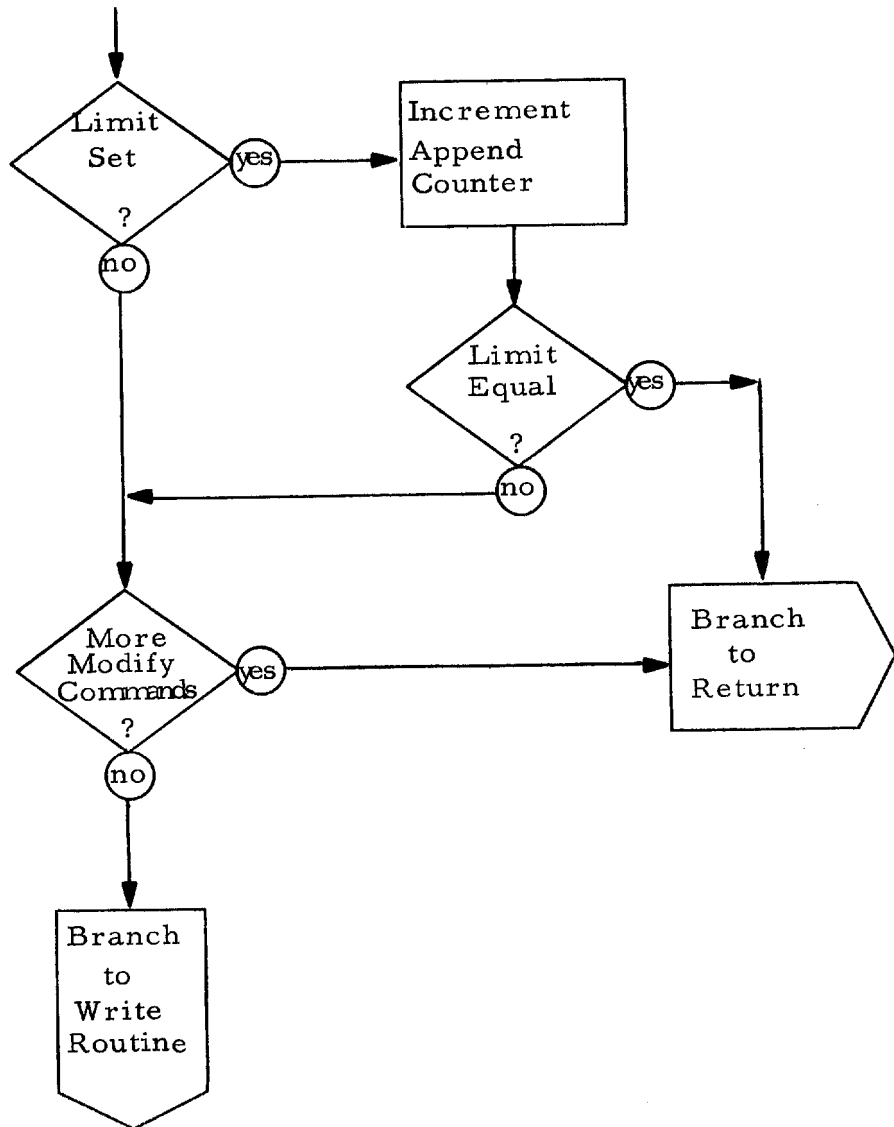 Limit
Set
?
yes
no
Increment
Append
Counter
Limit
Equal
?
yes
no
More
Modify
Commands
?
yes
no
Branch
to
Return
Branch
to
Write
Routine